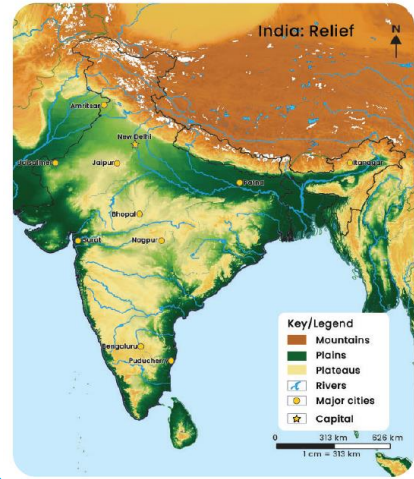 India: Relief
N
Amritsar
New Delhi
Jaisalmer
Jaipur
Patna
Itanagar
Bhopal
Surat
Nagpur
Bengaluru
Puducherry
Key/Legend
Mountains
Plains
Plateaus
Rivers
Major cities
Capital
0 313 km 626 km
1 cm = 313 km